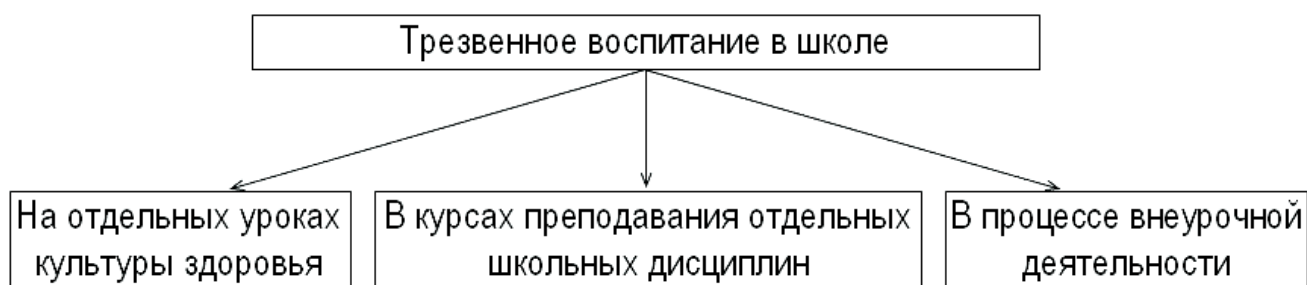 Трезвенное воспитание в школе
На отдельных уроках
культуры здоровья
В курсах преподавания отдельных
школьных дисциплин
В процессе внеурочной
деятельности